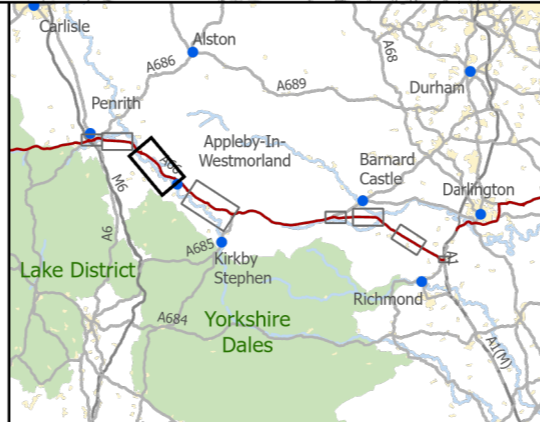 Carlisle
Alston
A686
A68
A689
Durham
Penrith
Appleby-In-
Westmorland
A66
Barnard
Castle
Darlington
M6
A6
A685
Kirkby
Stephen
A1
Lake District
Richmond
A684
Yorkshire
Dales
A1(M)